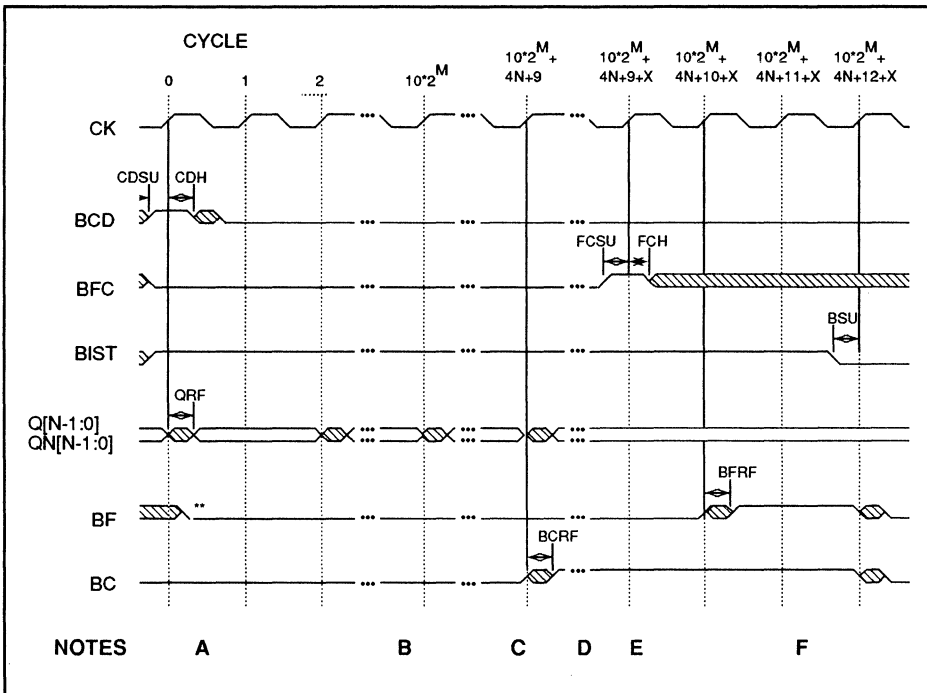 CYCLE
0 1 2 10*2^M 10*2^M+ 4N+9 10*2^M+ 4N+9+X 10*2^M+ 4N+10+X 10*2^M+ 4N+11+X 10*2^M+ 4N+12+X
CK
CDSU CDH
BCD
FCSU FCH
BFC
BSU
BIST
QRF
Q[N-1:0]
QN[N-1:0]
BFRF
**
BF
BCRF
BC
NOTES A B C D E F